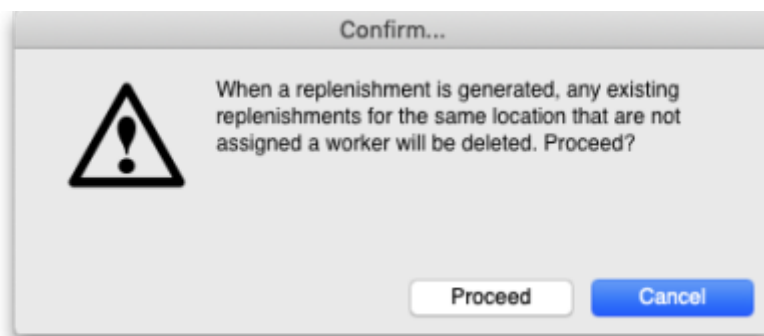 Confirm...
When a replenishment is generated, any existing
replenishments for the same location that are not
assigned a worker will be deleted. Proceed?
Proceed
Cancel